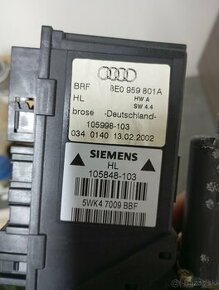 BRF 8E0 959 801A
HL HW A
SW 4.4
brose -Deutschland-
105998-103
034 0140 13.02.2002
SIEMENS
HL
105848-103
5WK4 7009 BBF